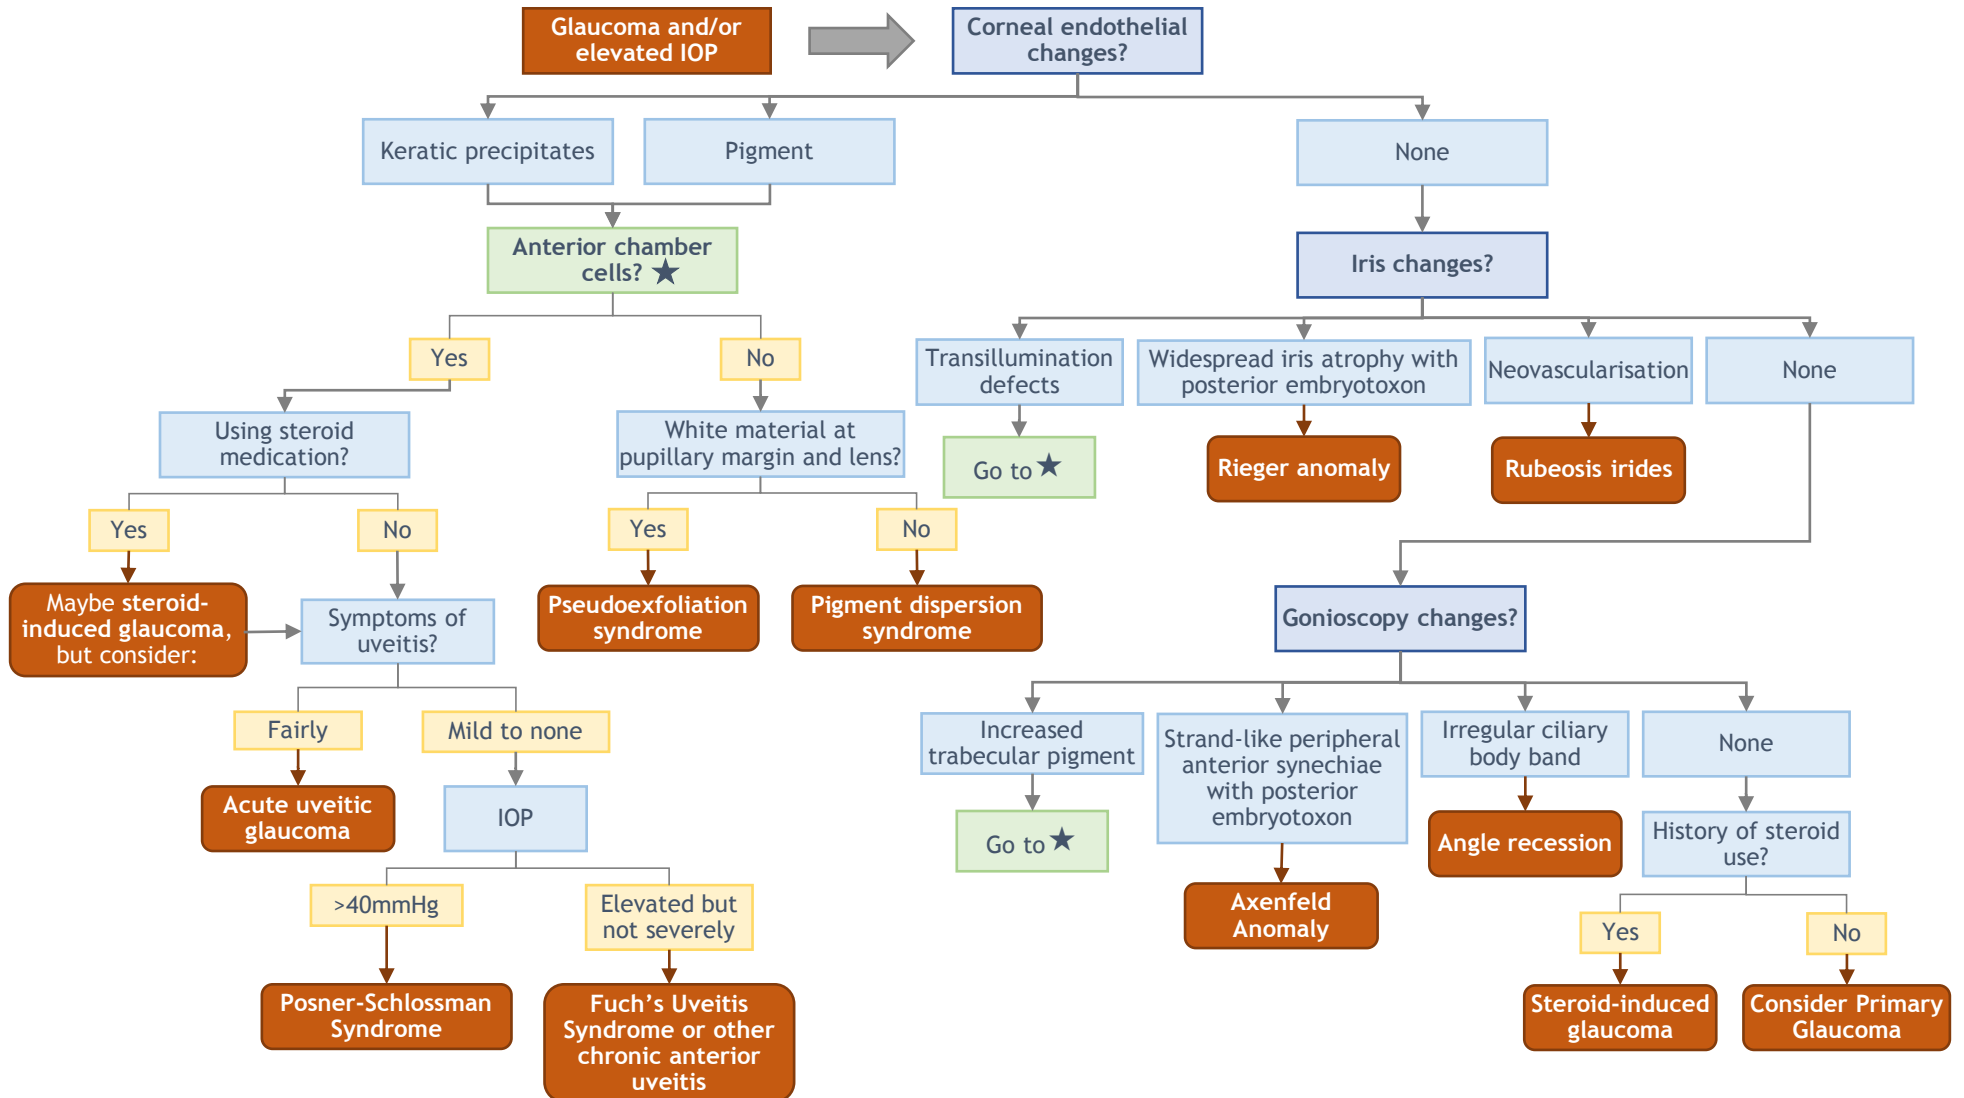 Glaucoma and/or
elevated IOP
Corneal endothelial
changes?
Keratic precipitates
Pigment
None
Anterior chamber
cells? ★
Iris changes?
Yes
No
Transillumination
defects
Widespread iris atrophy with
posterior embryotoxon
Neovascularisation
None
Using steroid
medication?
White material at
pupillary margin and lens?
Go to ★
Rieger anomaly
Rubeosis irides
Yes
No
Yes
No
Maybe steroid-
induced glaucoma,
but consider:
Symptoms of
uveitis?
Pseudoexfoliation
syndrome
Pigment dispersion
syndrome
Gonioscopy changes?
Fairly
Mild to none
Increased
trabecular pigment
Strand-like peripheral
anterior synechiae
with posterior
embryotoxon
Irregular ciliary
body band
None
Acute uveitic
glaucoma
IOP
Go to ★
Angle recession
History of steroid
use?
>40mmHg
Elevated but
not severely
Axenfeld
Anomaly
Yes
No
Posner-Schlossman
Syndrome
Fuch’s Uveitis
Syndrome or other
chronic anterior
uveitis
Steroid-induced
glaucoma
Consider Primary
Glaucoma